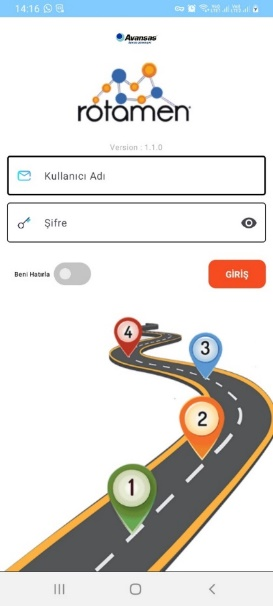 14:16
Avansas
rotamen
Version : 1.1.0
Kullanıcı Adı
Şifre
Beni Hatırla
GİRİŞ
4
3
2
1